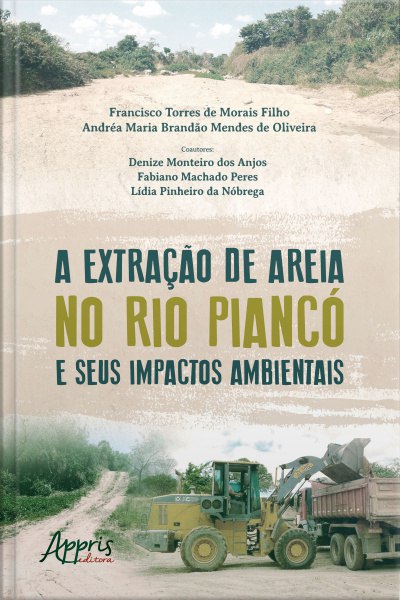 Francisco Torres de Morais Filho
Andréa Maria Brandão Mendes de Oliveira
Coautores:
Denize Monteiro dos Anjos
Fabiano Machado Peres
Lídia Pinheiro da Nóbrega
A EXTRAÇÃO DE AREIA
NO RIO PIANCÓ
E SEUS IMPACTOS AMBIENTAIS
Appris
editora